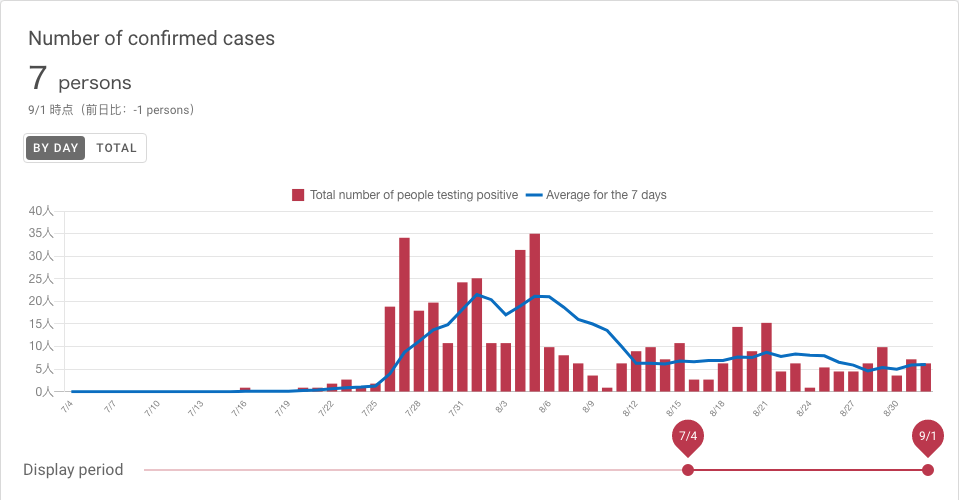 Number of confirmed cases
7 persons
9/1 時点（前日比：-1 persons）
BY DAY TOTAL
Total number of people testing positive Average for the 7 days
40人
35人
30人
25人
20人
15人
10人
5人
0人
7/4 7/7 7/10 7/13 7/16 7/19 7/22 7/25 7/28 7/31 8/3 8/6 8/9 8/12 8/15 8/18 8/21 8/24 8/27 8/30
7/4 9/1
Display period